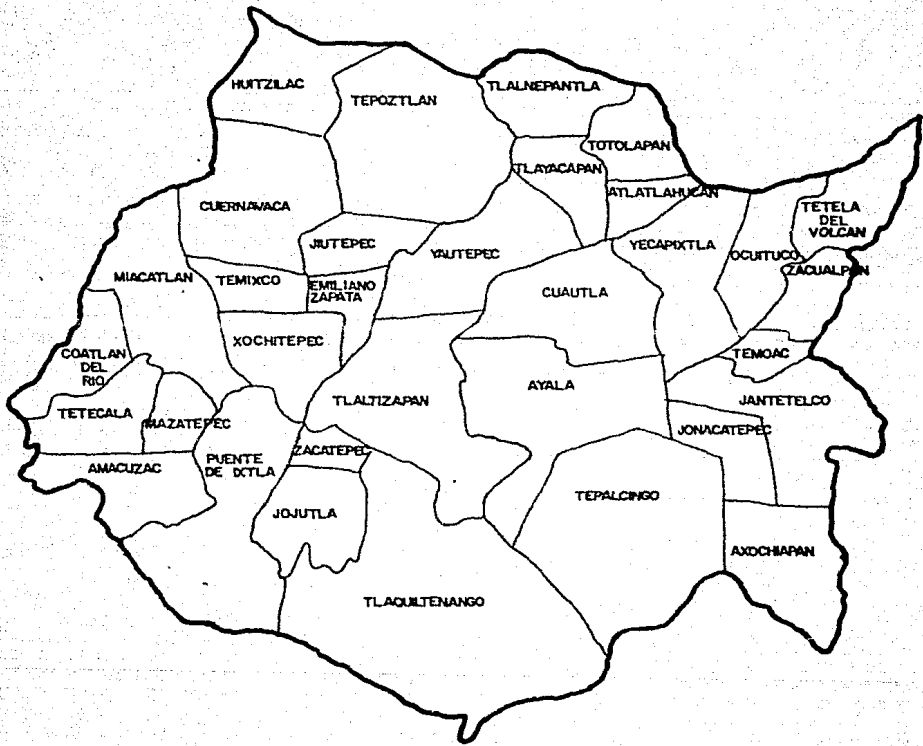 HUITZILAC
TEPOZTLAN
TLALNEPANTLA
TOTOLAPAN
TLAYACAPAN
ATLATLAHUCAN
CUERNAVACA
JIUTEPEC
YAUTEPEC
YECAPIXTLA
OCUITUCO
TETELA
DEL
VOLCAN
ZACUALPAN
MIACATLAN
TEMIXCO
EMILIANO
ZAPATA
CUAUTLA
XOCHITEPEC
COATLAN
DEL
RIO
TEMOAC
TETECALA
MAZATEPEC
TLALTIZAPAN
AYALA
JANTETELCO
JONACATEPEC
AMACUZAC
PUENTE
DE IXTLA
ZACATEPEC
JOJUTLA
TEPALCINGO
AXOCHIAPAN
TLAQUILTENANGO